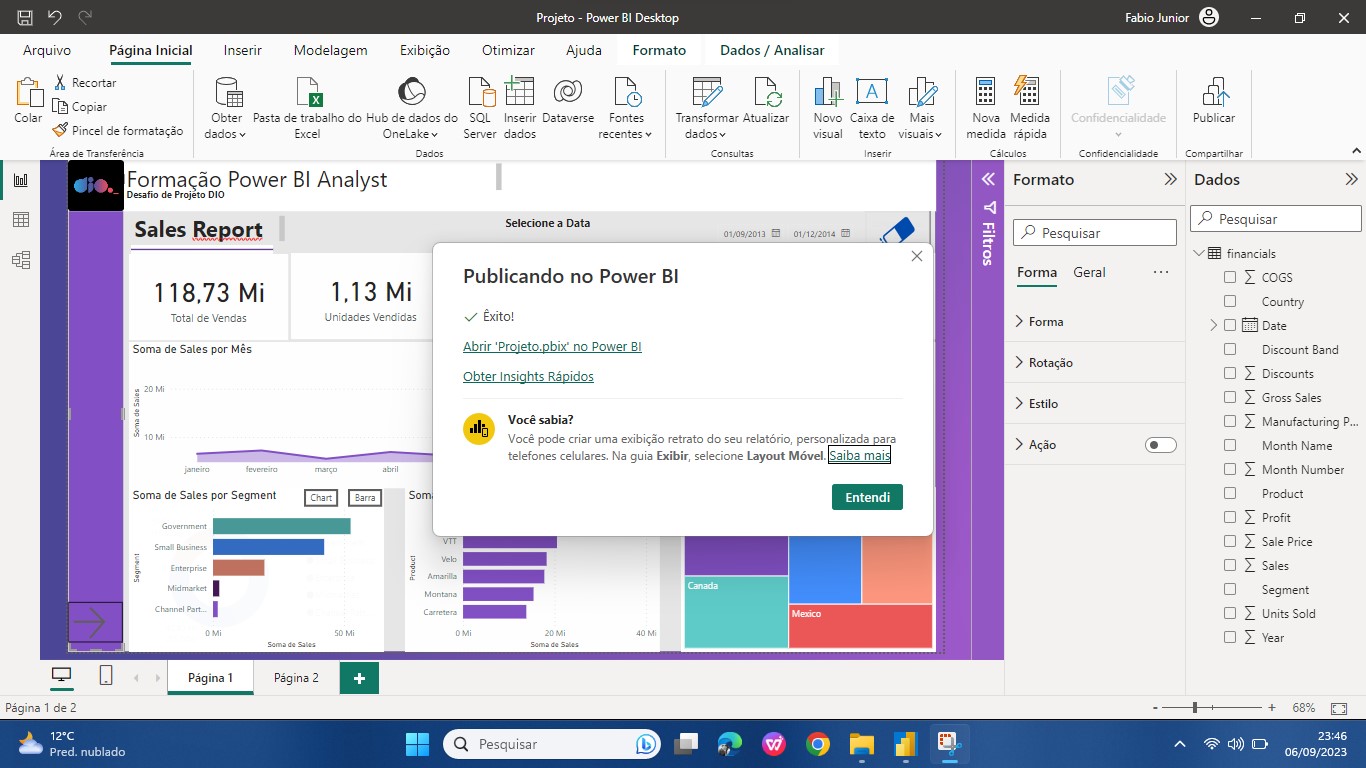 Projeto - Power BI Desktop
Fabio Junior
Arquivo
Página Inicial
Inserir
Modelagem
Exibição
Otimizar
Ajuda
Formato
Dados / Analisar
Colar
Recortar
Copiar
Pincel de formatação
Área de Transferência
Obter dados
Pasta de trabalho do Excel
Hub de dados do OneLake
SQL Server
Inserir dados
Dataverse
Fontes recentes
Dados
Transformar dados
Atualizar
Consultas
Novo visual
Caixa de texto
Mais visuais
Inserir
Nova medida
Medida rápida
Cálculos
Confidencialidade
Confidencialidade
Publicar
Compartilhar
dio._
Formação Power BI Analyst
Desafio de Projeto DIO
Sales Report
Selecione a Data
01/09/2013
01/12/2014
118,73 Mi
Total de Vendas
1,13 Mi
Unidades Vendidas
Soma de Sales por Mês
Soma de Sales
20 Mi
10 Mi
janeiro
fevereiro
março
abril
Soma de Sales por Segment
Chart
Barra
Segment
Government
Small Business
Enterprise
Midmarket
Channel Part...
0 Mi
50 Mi
Soma de Sales
Soma
Product
VTT
Velo
Amarilla
Montana
Carretera
0 Mi
20 Mi
40 Mi
Soma de Sales
Canada
Mexico
Publicando no Power BI
Êxito!
Abrir 'Projeto.pbix' no Power BI
Obter Insights Rápidos
Você sabia?
Você pode criar uma exibição retrato do seu relatório, personalizada para
telefones celulares. Na guia Exibir, selecione Layout Móvel. Saiba mais
Entendi
Filtros
Formato
Pesquisar
Forma
Geral
Forma
Rotação
Estilo
Ação
Dados
Pesquisar
financials
COGS
Country
Date
Discount Band
Discounts
Gross Sales
Manufacturing P...
Month Name
Month Number
Product
Profit
Sale Price
Sales
Segment
Units Sold
Year
Página 1
Página 2
Página 1 de 2
68%
12°C
Pred. nublado
Pesquisar
23:46
06/09/2023